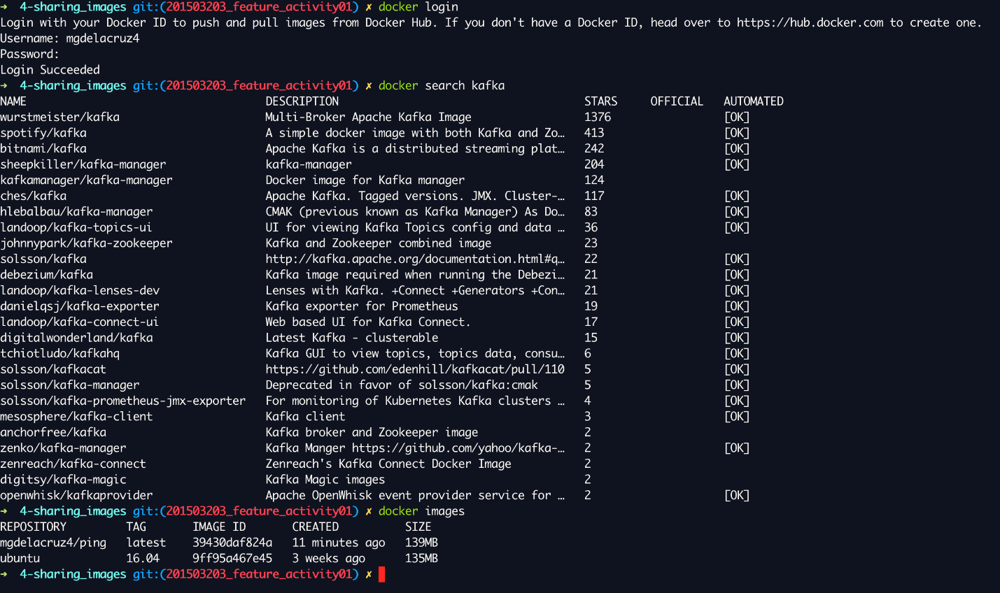 ➜  4-sharing_images git:(201503203_feature_activity01) ✗ docker login
Login with your Docker ID to push and pull images from Docker Hub. If you don't have a Docker ID, head over to https://hub.docker.com to create one.
Username: mgdelacruz4
Password:
Login Succeeded
➜  4-sharing_images git:(201503203_feature_activity01) ✗ docker search kafka
NAME                                    DESCRIPTION                                     STARS     OFFICIAL   AUTOMATED
wurstmeister/kafka                      Multi-Broker Apache Kafka Image                 1376                 [OK]
spotify/kafka                           A simple docker image with both Kafka and Zo…   413                  [OK]
bitnami/kafka                           Apache Kafka is a distributed streaming plat…   242                  [OK]
sheepkiller/kafka-manager               kafka-manager                                   204                  [OK]
kafkamanager/kafka-manager              Docker image for Kafka manager                  124
ches/kafka                              Apache Kafka. Tagged versions. JMX. Cluster-…   117                  [OK]
hlebalbau/kafka-manager                 CMAK (previous known as Kafka Manager) As Do…   83                   [OK]
landoop/kafka-topics-ui                 UI for viewing Kafka Topics config and data …   36                   [OK]
johnnypark/kafka-zookeeper              Kafka and Zookeeper combined image              23
solsson/kafka                           http://kafka.apache.org/documentation.html#q…   22                   [OK]
debezium/kafka                          Kafka image required when running the Debezi…   21                   [OK]
landoop/kafka-lenses-dev                Lenses with Kafka. +Connect +Generators +Con…   21                   [OK]
danielqsj/kafka-exporter                Kafka exporter for Prometheus                   19                   [OK]
landoop/kafka-connect-ui                Web based UI for Kafka Connect.                 17                   [OK]
digitalwonderland/kafka                 Latest Kafka - clusterable                      15                   [OK]
tchiotludo/kafkahq                      Kafka GUI to view topics, topics data, consu…   6                    [OK]
solsson/kafkacat                        https://github.com/edenhill/kafkacat/pull/110   5                    [OK]
solsson/kafka-manager                   Deprecated in favor of solsson/kafka:cmak       5                    [OK]
solsson/kafka-prometheus-jmx-exporter   For monitoring of Kubernetes Kafka clusters …   4                    [OK]
mesosphere/kafka-client                 Kafka client                                    3                    [OK]
anchorfree/kafka                        Kafka broker and Zookeeper image                2
zenko/kafka-manager                     Kafka Manger https://github.com/yahoo/kafka-…   2                    [OK]
zenreach/kafka-connect                  Zenreach's Kafka Connect Docker Image           2
digitsy/kafka-magic                     Kafka Magic images                              2
openwhisk/kafkaprovider                 Apache OpenWhisk event provider service for …   2                    [OK]
➜  4-sharing_images git:(201503203_feature_activity01) ✗ docker images
REPOSITORY         TAG       IMAGE ID       CREATED          SIZE
mgdelacruz4/ping   latest    39430daf824a   11 minutes ago   139MB
ubuntu             16.04     9ff95a467e45   3 weeks ago      135MB
➜  4-sharing_images git:(201503203_feature_activity01) ✗